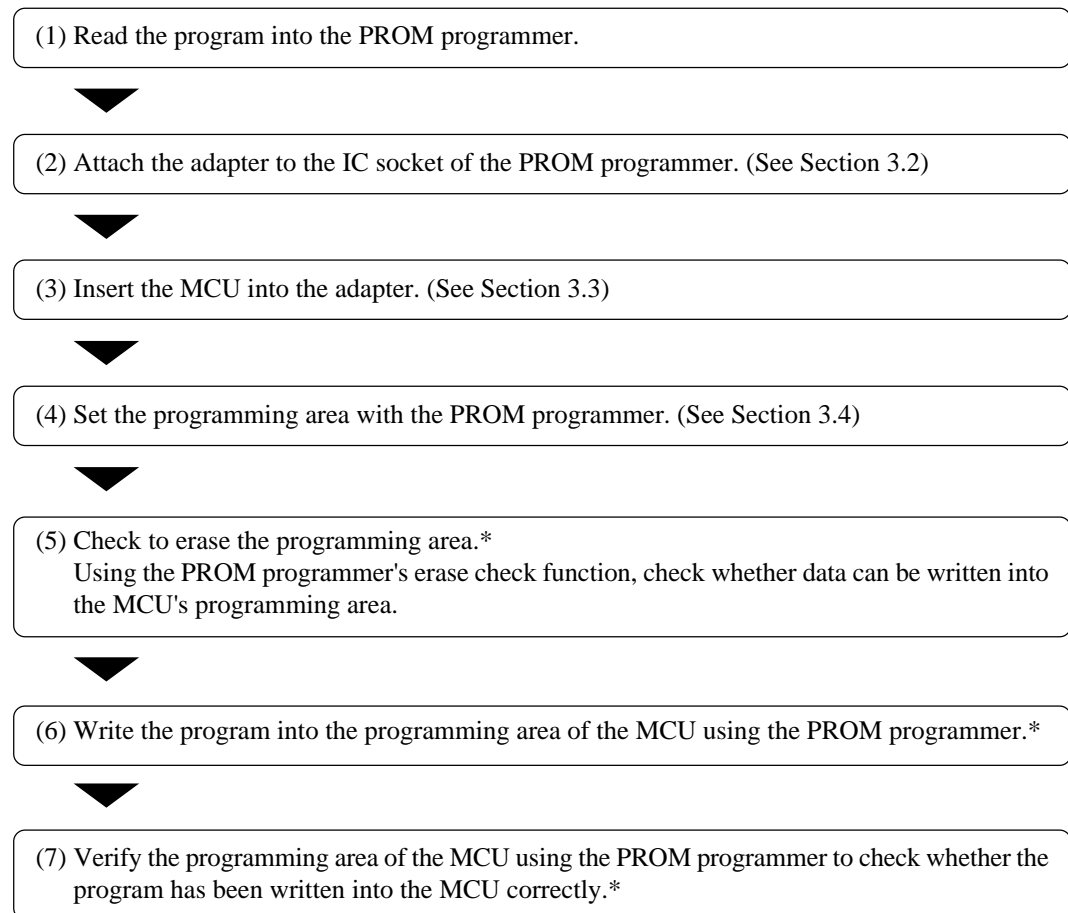 (1) Read the program into the PROM programmer.
(2) Attach the adapter to the IC socket of the PROM programmer. (See Section 3.2)
(3) Insert the MCU into the adapter. (See Section 3.3)
(4) Set the programming area with the PROM programmer. (See Section 3.4)
(5) Check to erase the programming area.*
Using the PROM programmer's erase check function, check whether data can be written into
the MCU's programming area.
(6) Write the program into the programming area of the MCU using the PROM programmer.*
(7) Verify the programming area of the MCU using the PROM programmer to check whether the
program has been written into the MCU correctly.*